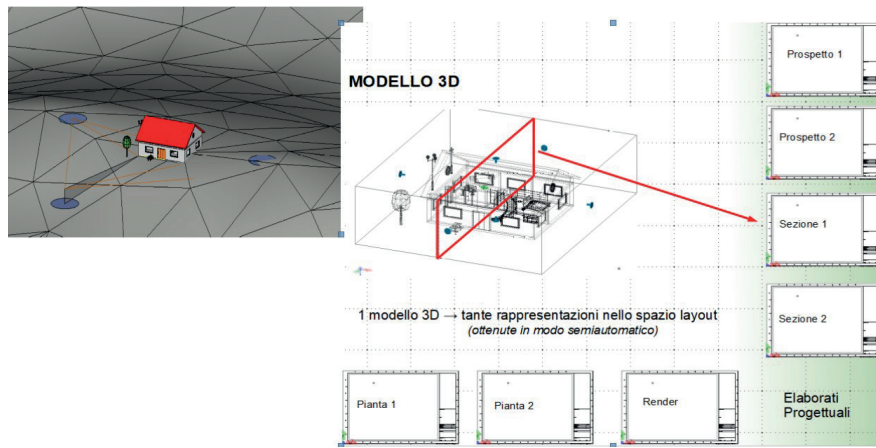 MODELLO 3D
Prospetto 1
Prospetto 2
Sezione 1
Sezione 2
1 modello 3D → tante rappresentazioni nello spazio layout
(ottenute in modo semiautomatico)
Pianta 1
Pianta 2
Render
Elaborati
Progettuali